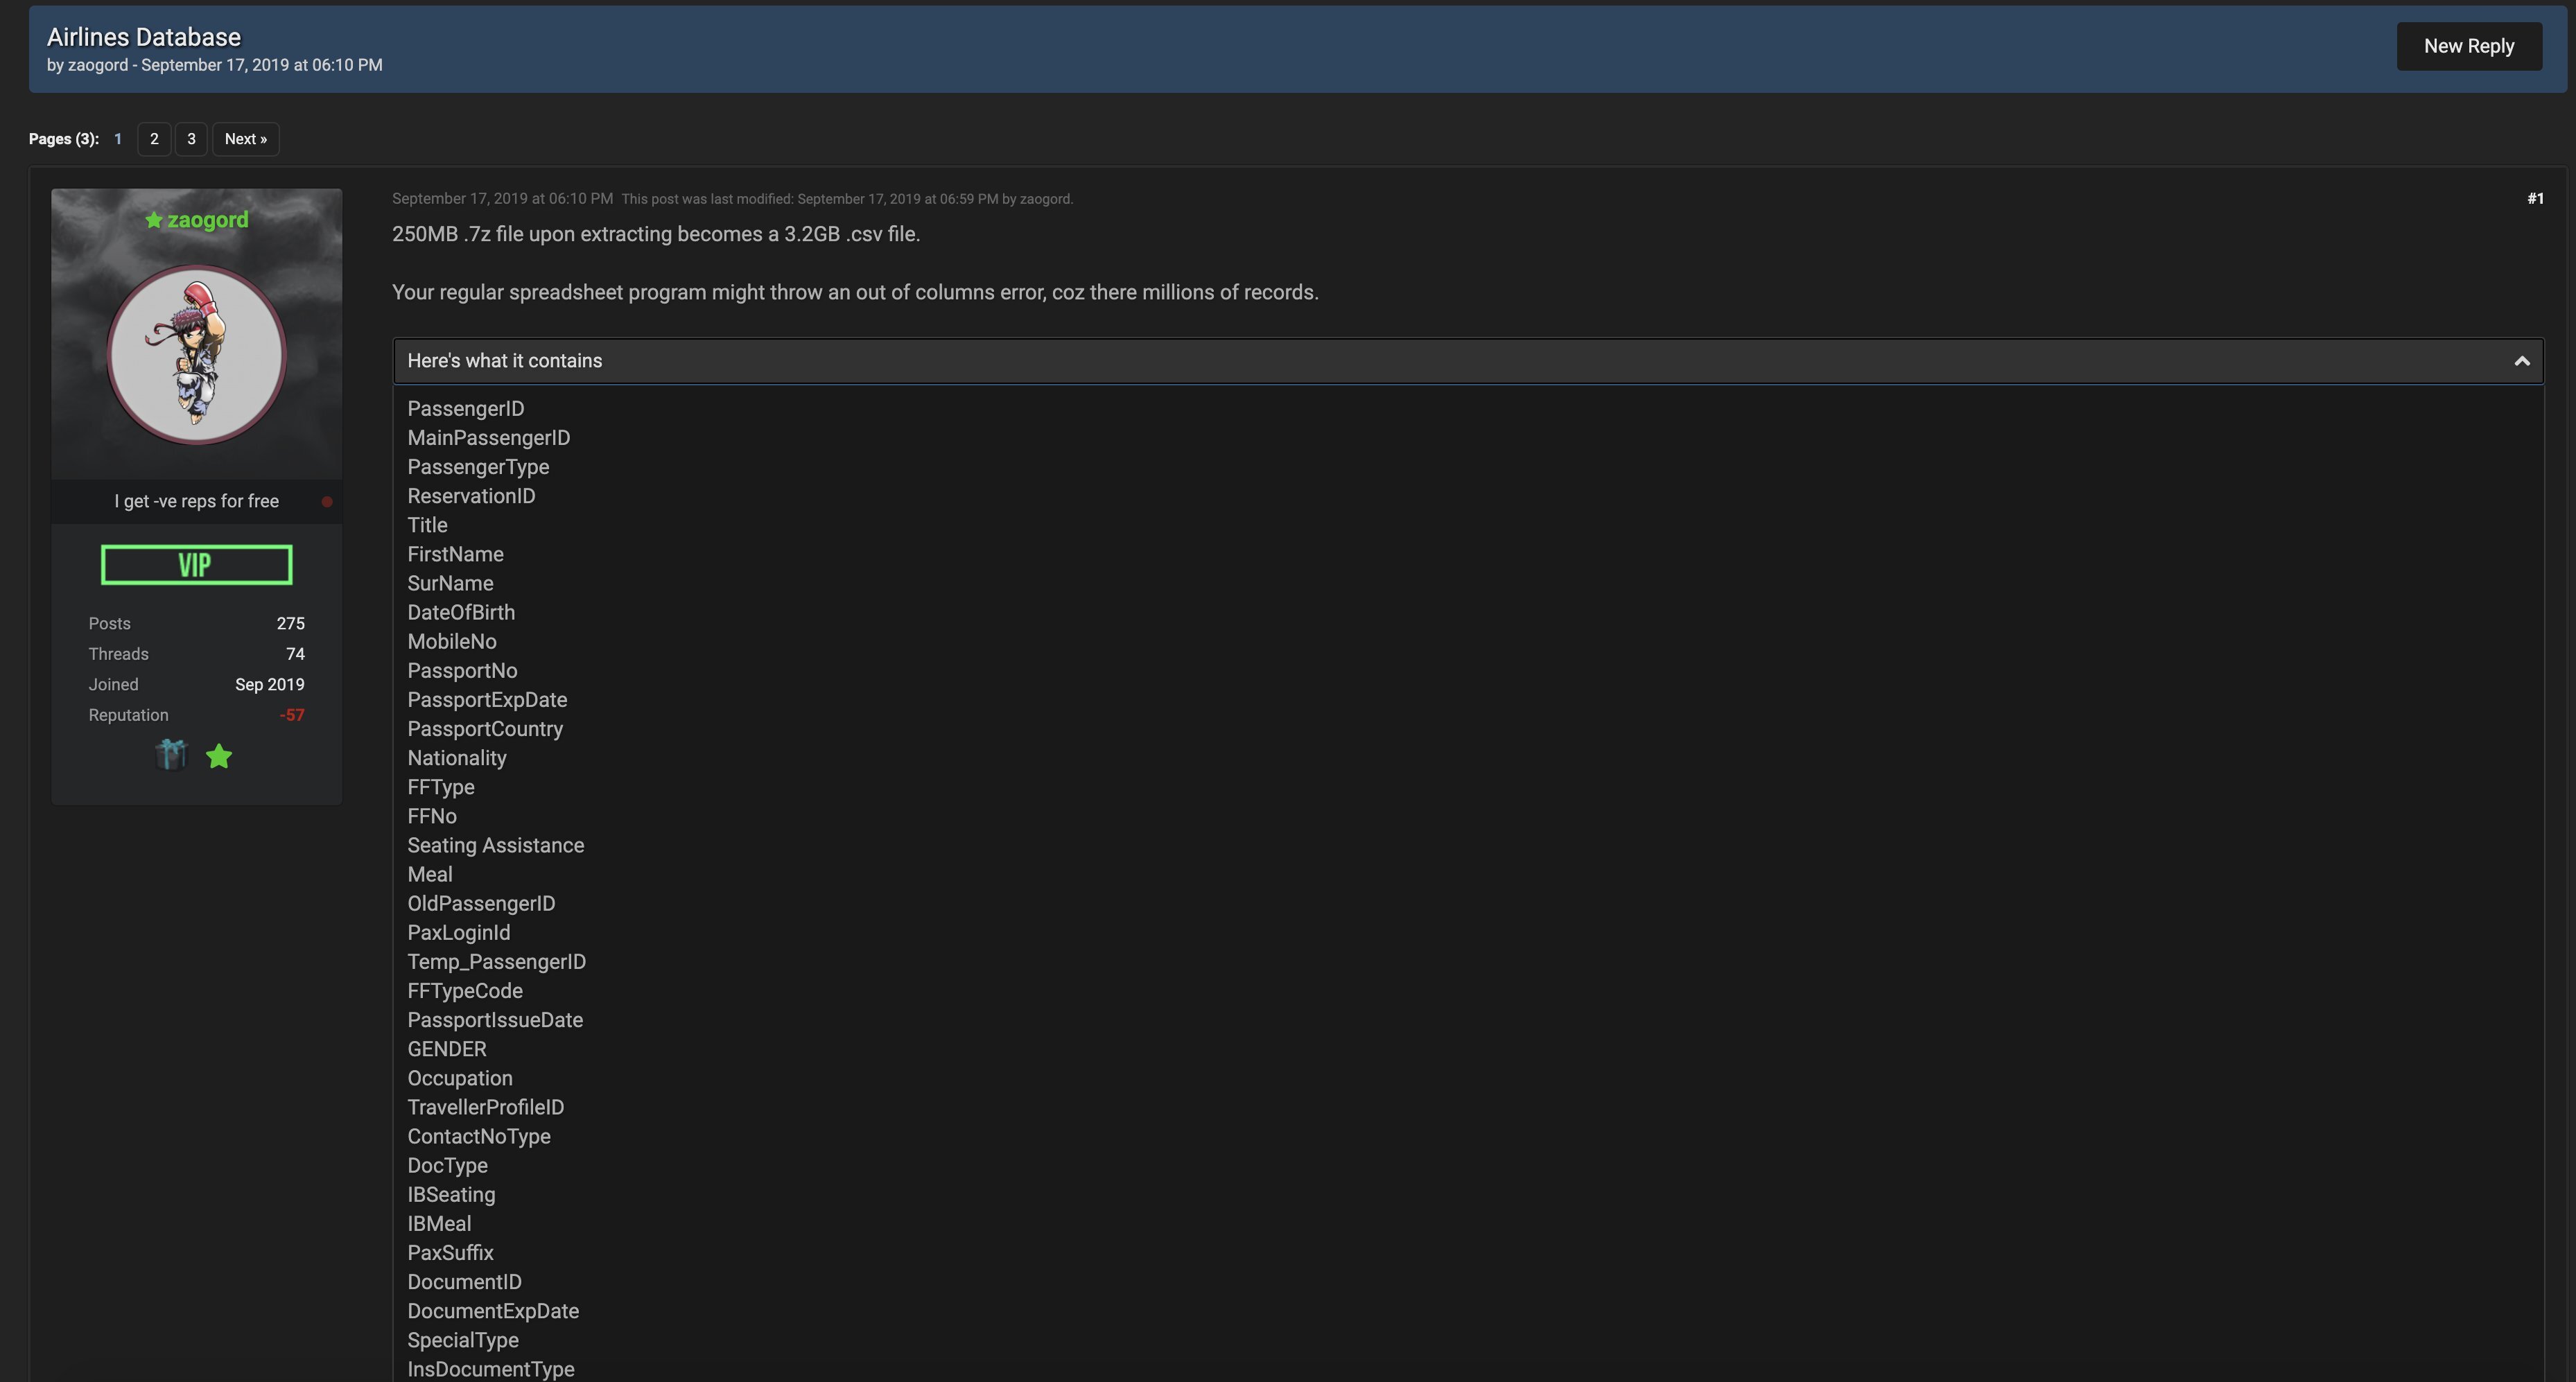 Airlines Database
by zaogord - September 17, 2019 at 06:10 PM
New Reply
Pages (3): 1 2 3 Next »
zaogord
I get -ve reps for free
VIP
Posts 275
Threads 74
Joined Sep 2019
Reputation -57
September 17, 2019 at 06:10 PM This post was last modified: September 17, 2019 at 06:59 PM by zaogord.
#1
250MB .7z file upon extracting becomes a 3.2GB .csv file.
Your regular spreadsheet program might throw an out of columns error, coz there millions of records.
Here's what it contains
PassengerID
MainPassengerID
PassengerType
ReservationID
Title
FirstName
SurName
DateOfBirth
MobileNo
PassportNo
PassportExpDate
PassportCountry
Nationality
FFType
FFNo
Seating Assistance
Meal
OldPassengerID
PaxLoginId
Temp_PassengerID
FFTypeCode
PassportIssueDate
GENDER
Occupation
TravellerProfileID
ContactNoType
DocType
IBSeating
IBMeal
PaxSuffix
DocumentID
DocumentExpDate
SpecialType
InsDocumentType